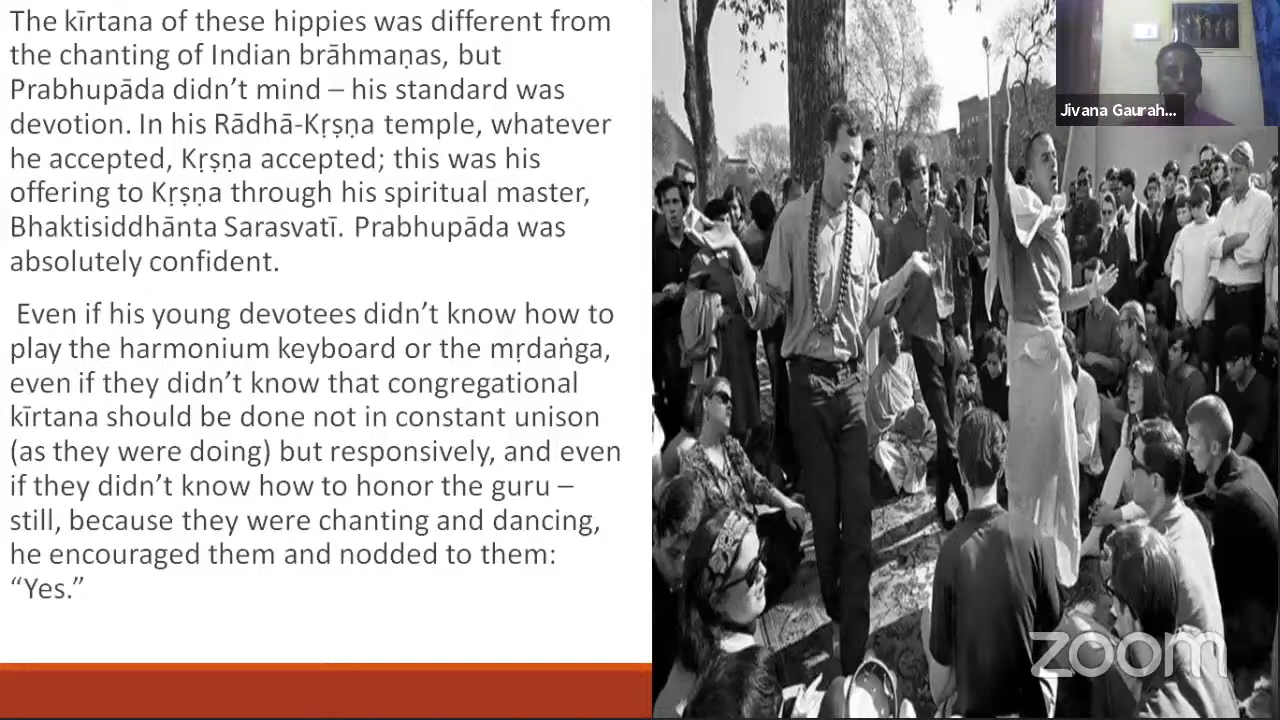 The kīrtana of these hippies was different from
the chanting of Indian brāhmaṇas, but
Prabhupāda didn’t mind – his standard was
devotion. In his Rādhā-Kṛṣṇa temple, whatever
he accepted, Kṛṣṇa accepted; this was his
offering to Kṛṣṇa through his spiritual master,
Bhaktisiddhānta Sarasvatī. Prabhupāda was
absolutely confident.
Even if his young devotees didn’t know how to
play the harmonium keyboard or the mṛdaṅga,
even if they didn’t know that congregational
kīrtana should be done not in constant unison
(as they were doing) but responsively, and even
if they didn’t know how to honor the guru –
still, because they were chanting and dancing,
he encouraged them and nodded to them:
“Yes.”
Jivana Gaurah...
zoom